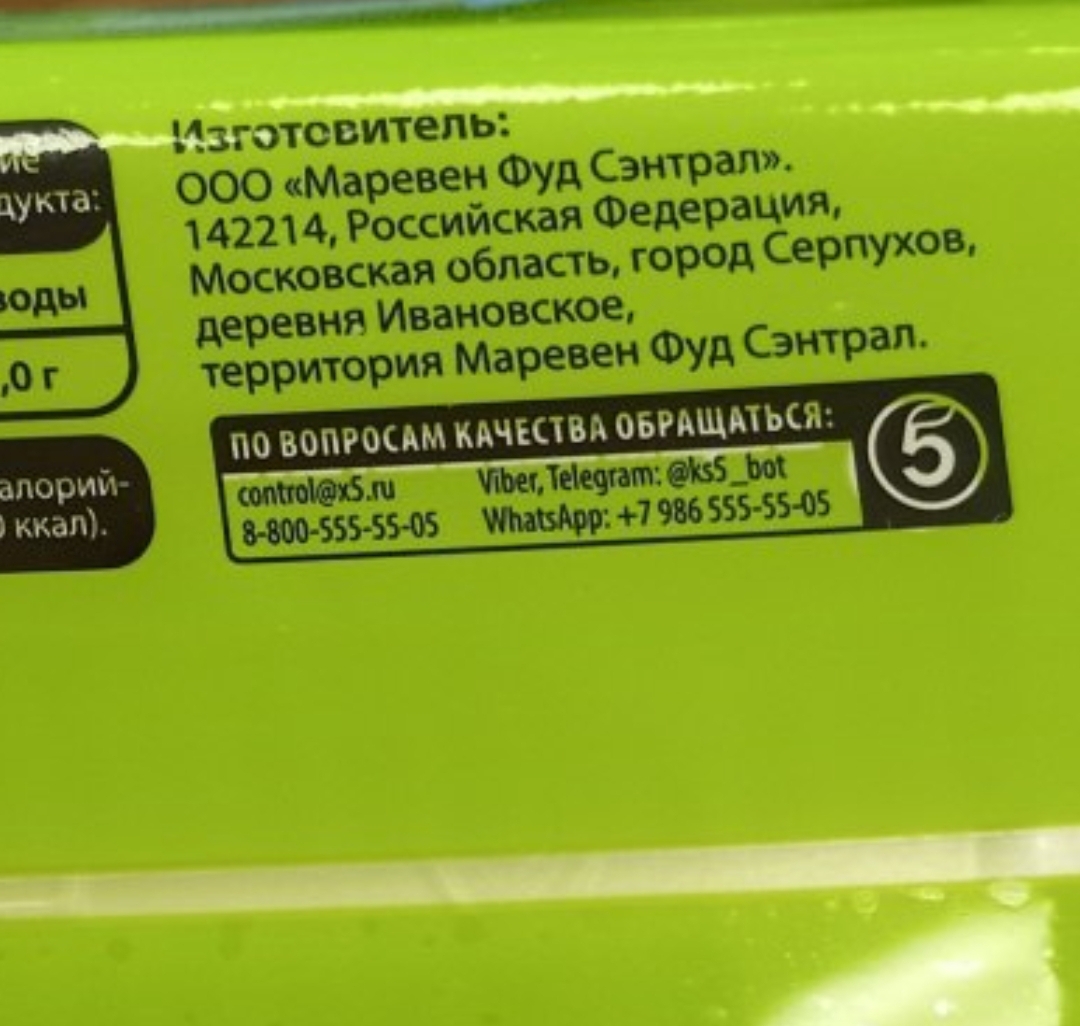 ие
дукта:
воды
,0 г
алорий-
0 ккал).
Изготовитель:
ООО «Маревен Фуд Сэнтрал».
142214, Российская Федерация,
Московская область, город Серпухов,
деревня Ивановское,
территория Маревен Фуд Сэнтрал.
ПО ВОПРОСАМ КАЧЕСТВА ОБРАЩАТЬСЯ:
control@x5.ru Viber, Telegram: @ks5_bot
8-800-555-55-05 WhatsApp: +7 986 555-55-05
5